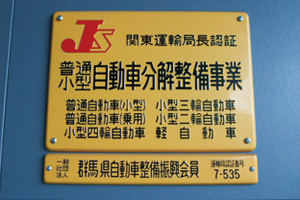 JS 関東運輸局長認証
普通
小型 自動車分解整備事業
普通自動車(小型) 小型三輪自動車
普通自動車(乗用) 小型二輪自動車
小型四輪自動車 軽自動車
一般
社団
法人 群馬県自動車整備振興会員
運輸局認証番号
7-535